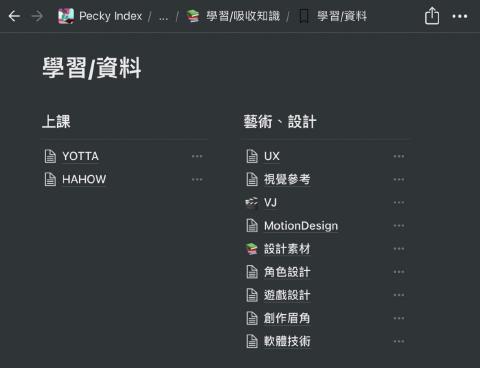 Pecky Index / ... / 學習/吸收知識 / 學習/資料
學習/資料
上課
YOTTA
HAHOW
藝術、設計
UX
視覺參考
VJ
MotionDesign
設計素材
角色設計
遊戲設計
創作眉角
軟體技術